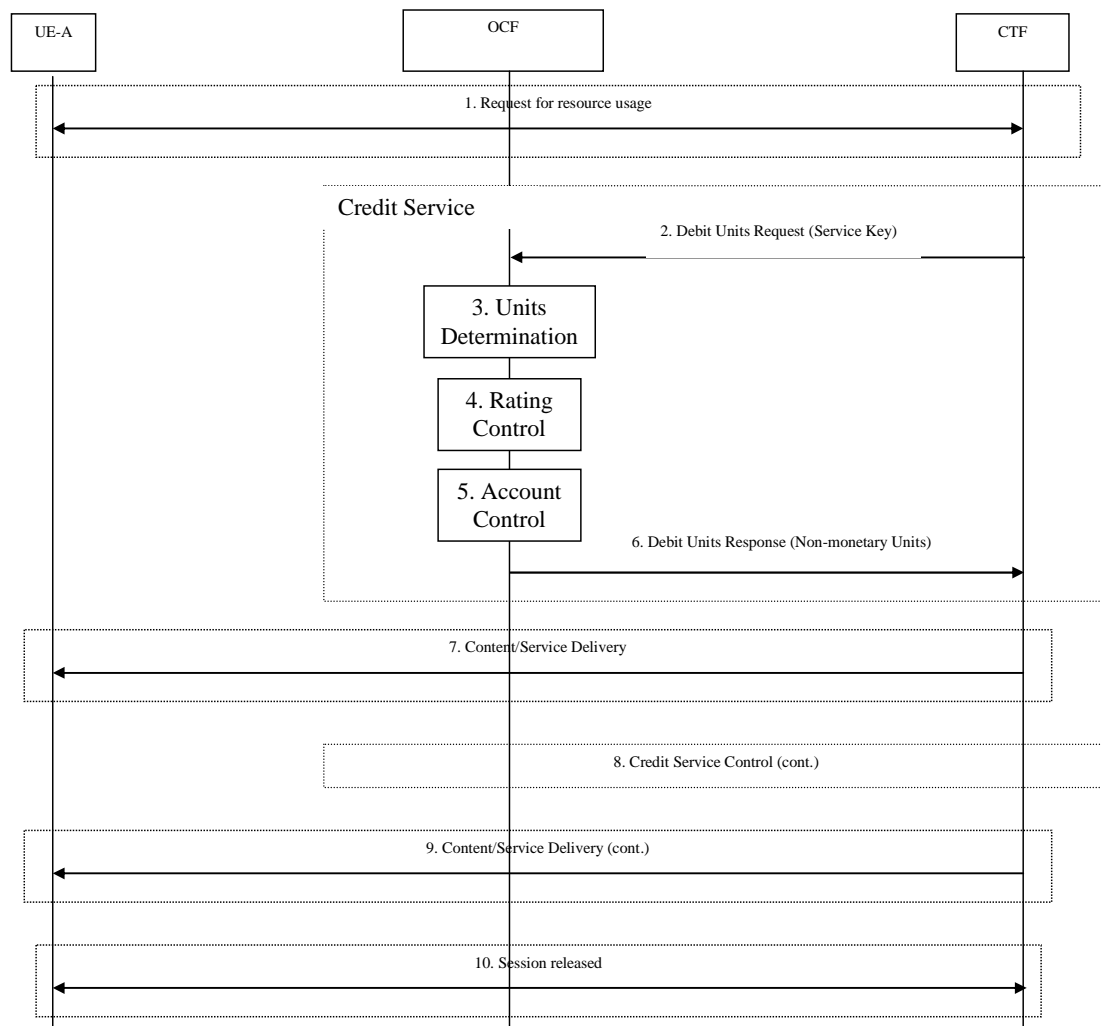 UE-A
OCF
CTF
1. Request for resource usage
Credit Service
2. Debit Units Request (Service Key)
3. Units
Determination
4. Rating
Control
5. Account
Control
6. Debit Units Response (Non-monetary Units)
7. Content/Service Delivery
8. Credit Service Control (cont.)
9. Content/Service Delivery (cont.)
10. Session released